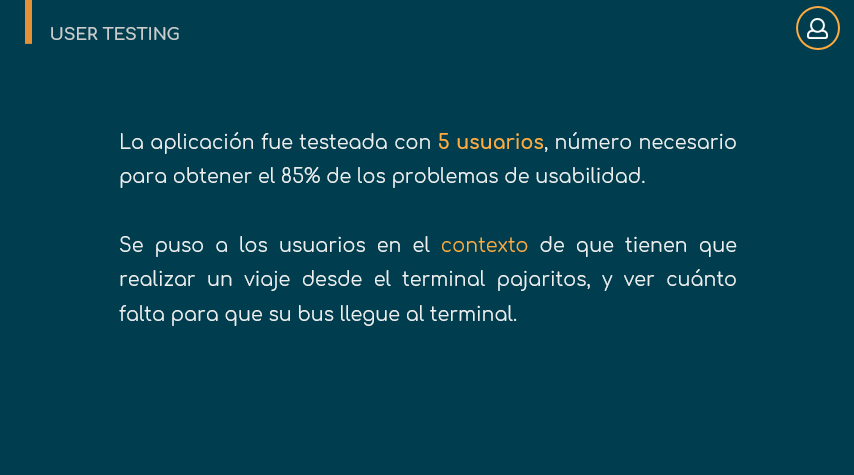 USER TESTING
La aplicación fue testeada con 5 usuarios, número necesario
para obtener el 85% de los problemas de usabilidad.
Se puso a los usuarios en el contexto de que tienen que
realizar un viaje desde el terminal pajaritos, y ver cuánto
falta para que su bus llegue al terminal.